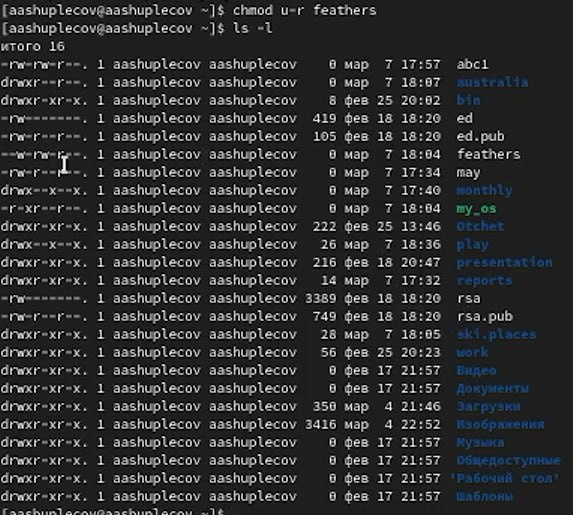 [aashuplecov@aashuplecov ~]$ chmod u-r feathers
[aashuplecov@aashuplecov ~]$ ls -l
итого 16
-rw-rw-r--. 1 aashuplecov aashuplecov 0 мар 7 17:57 abc1
drwxr--r--. 1 aashuplecov aashuplecov 0 мар 7 18:07 australia
drwxr-xr-x. 1 aashuplecov aashuplecov 8 фев 25 20:02 bin
-rw-------. 1 aashuplecov aashuplecov 419 фев 18 18:20 ed
-rw-r--r--. 1 aashuplecov aashuplecov 105 фев 18 18:20 ed.pub
--w-rw-r--. 1 aashuplecov aashuplecov 0 мар 7 18:04 feathers
-rw-r--r--. 1 aashuplecov aashuplecov 0 мар 7 17:34 may
drwx--x--x. 1 aashuplecov aashuplecov 0 мар 7 17:40 monthly
-r-xr--r--. 1 aashuplecov aashuplecov 0 мар 7 18:04 my_os
drwxr-xr-x. 1 aashuplecov aashuplecov 222 фев 25 13:46 Otchet
drwx--x--x. 1 aashuplecov aashuplecov 26 мар 7 18:36 play
drwxr-xr-x. 1 aashuplecov aashuplecov 216 фев 18 20:47 presentation
drwxr-xr-x. 1 aashuplecov aashuplecov 14 мар 7 17:32 reports
-rw-------. 1 aashuplecov aashuplecov 3389 фев 18 18:20 rsa
-rw-r--r--. 1 aashuplecov aashuplecov 749 фев 18 18:20 rsa.pub
drwxr-xr-x. 1 aashuplecov aashuplecov 28 мар 7 18:05 ski.places
drwxr-xr-x. 1 aashuplecov aashuplecov 56 фев 25 20:23 work
drwxr-xr-x. 1 aashuplecov aashuplecov 0 фев 17 21:57 Видео
drwxr-xr-x. 1 aashuplecov aashuplecov 0 фев 17 21:57 Документы
drwxr-xr-x. 1 aashuplecov aashuplecov 350 мар 4 21:46 Загрузки
drwxr-xr-x. 1 aashuplecov aashuplecov 3416 мар 4 22:52 Изображения
drwxr-xr-x. 1 aashuplecov aashuplecov 0 фев 17 21:57 Музыка
drwxr-xr-x. 1 aashuplecov aashuplecov 0 фев 17 21:57 Общедоступные
drwxr-xr-x. 1 aashuplecov aashuplecov 0 фев 17 21:57 'Рабочий стол'
drwxr-xr-x. 1 aashuplecov aashuplecov 0 фев 17 21:57 Шаблоны
[aashuplecov@aashuplecov ~]$